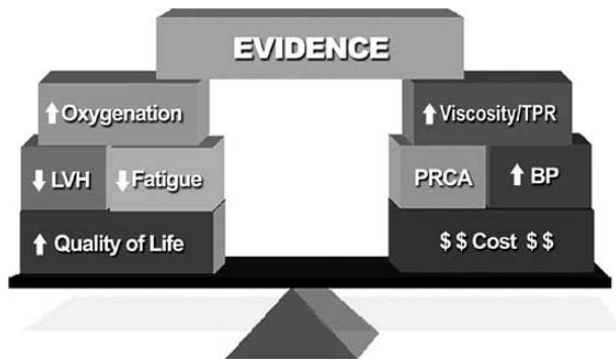 EVIDENCE
↑ Oxygenation
↑ Viscosity/TPR
↓ LVH
↓ Fatigue
PRCA
↑ BP
↑ Quality of Life
$ $ Cost $ $